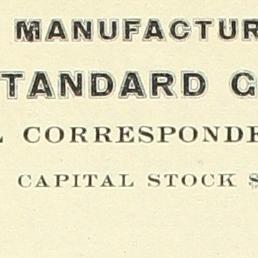 MANUFACTUR
TANDARD
CORRESPONDE
CAPITAL STOCK $